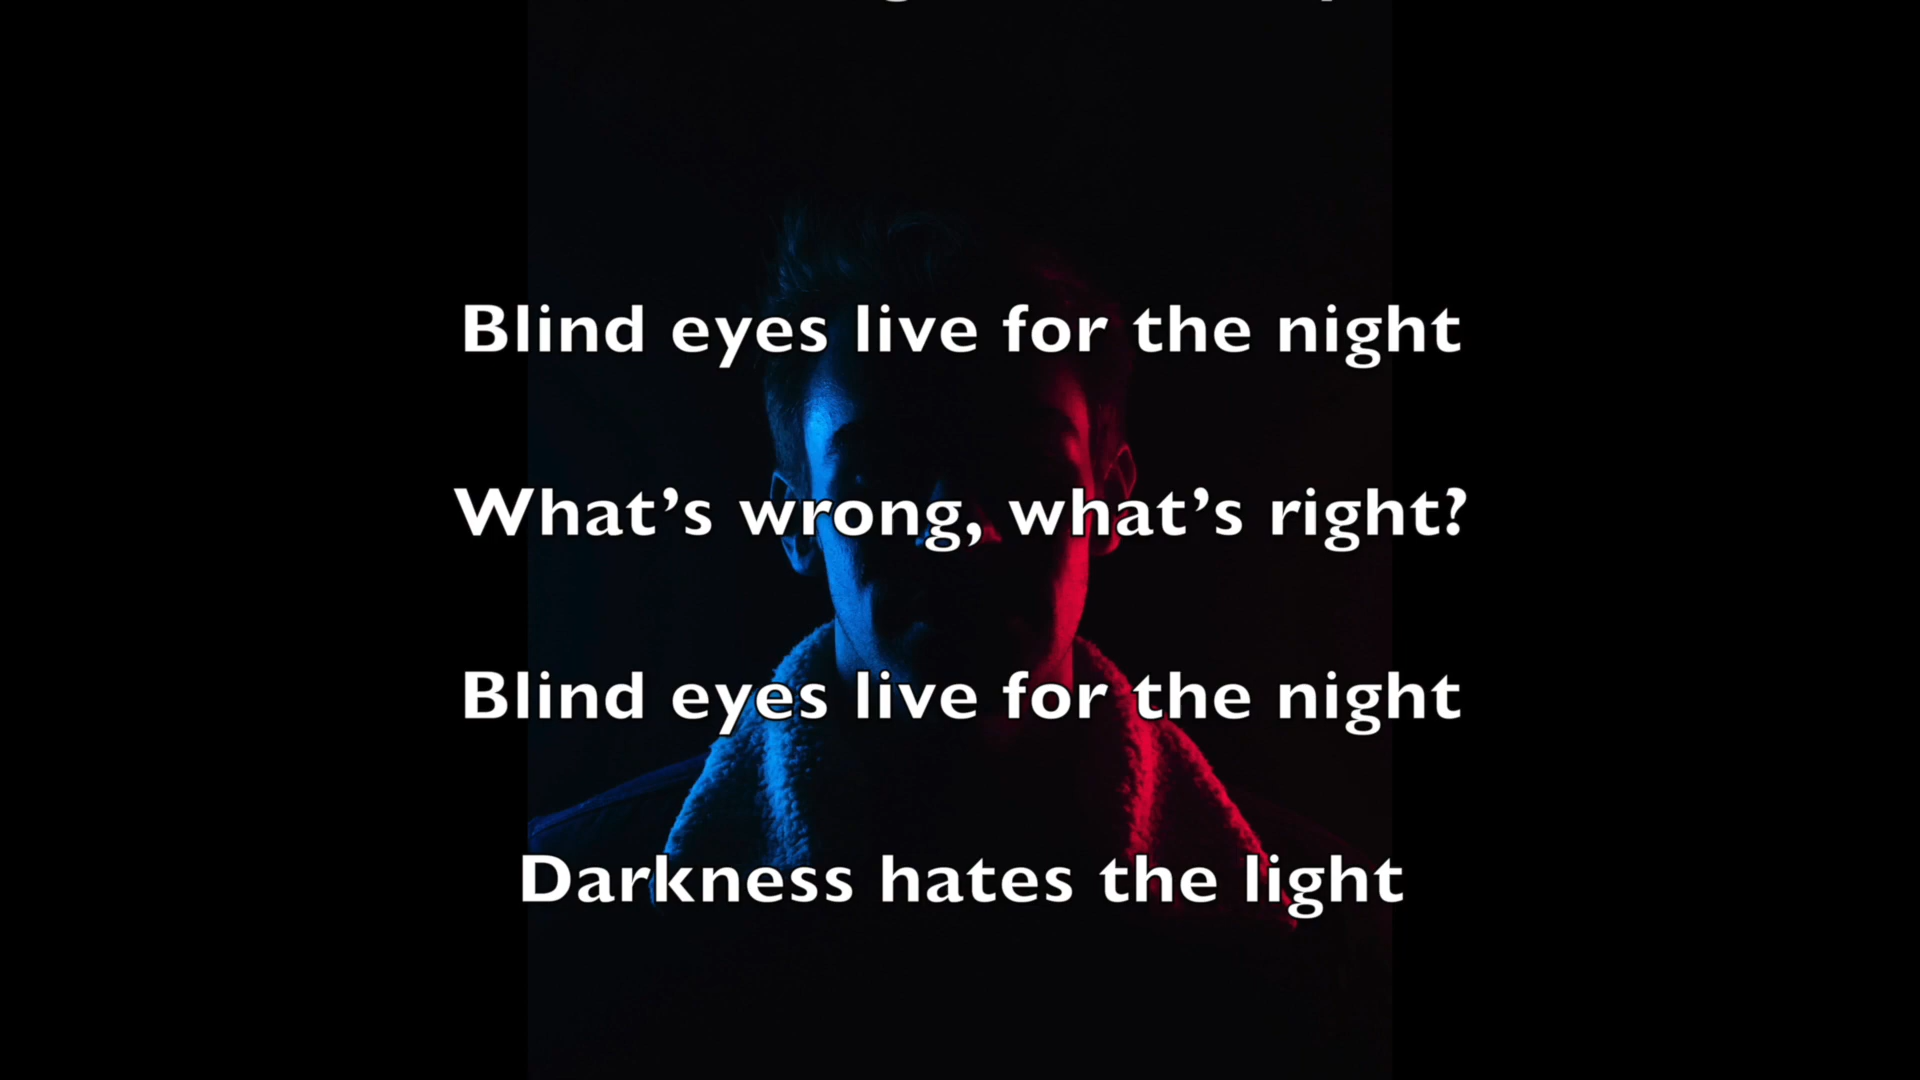 Blind eyes live for the night
What’s wrong, what’s right?
Blind eyes live for the night
Darkness hates the light